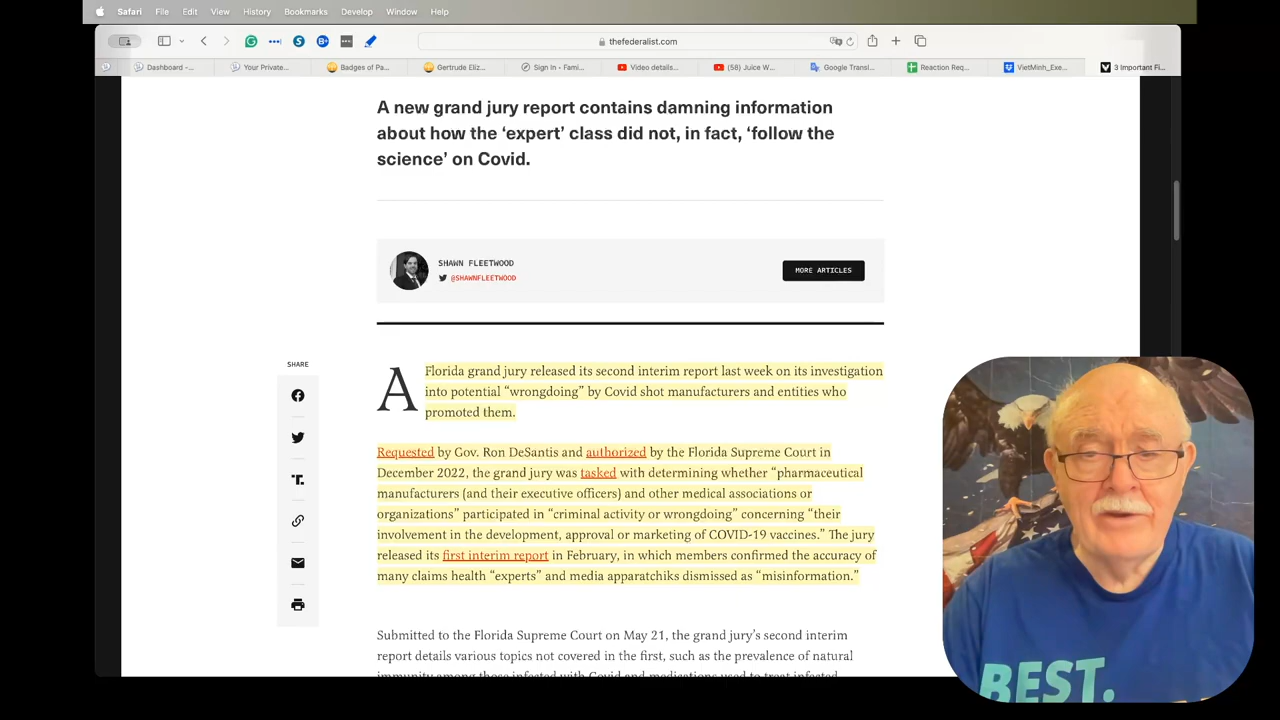 Safari File Edit View History Bookmarks Develop Window Help
thefederalist.com
Dashboard -... Your Private... Badges of Pa... Gertrude Eliz... Sign In - Fami... Video details... (58) Juice W... Google Transl... Reaction Req... VietMinh_Exe... 3 Important Fi...
A new grand jury report contains damning information
about how the ‘expert’ class did not, in fact, ‘follow the
science’ on Covid.
SHAWN FLEETWOOD
@SHAWNFLEETWOOD
MORE ARTICLES
SHARE
A Florida grand jury released its second interim report last week on its investigation
into potential “wrongdoing” by Covid shot manufacturers and entities who
promoted them.
Requested by Gov. Ron DeSantis and authorized by the Florida Supreme Court in
December 2022, the grand jury was tasked with determining whether “pharmaceutical
manufacturers (and their executive officers) and other medical associations or
organizations” participated in “criminal activity or wrongdoing” concerning “their
involvement in the development, approval or marketing of COVID-19 vaccines.” The jury
released its first interim report in February, in which members confirmed the accuracy of
many claims health “experts” and media apparatchiks dismissed as “misinformation.”
Submitted to the Florida Supreme Court on May 21, the grand jury’s second interim
report details various topics not covered in the first, such as the prevalence of natural
immunity among those infected with Covid and medications used to treat infected
BEST.